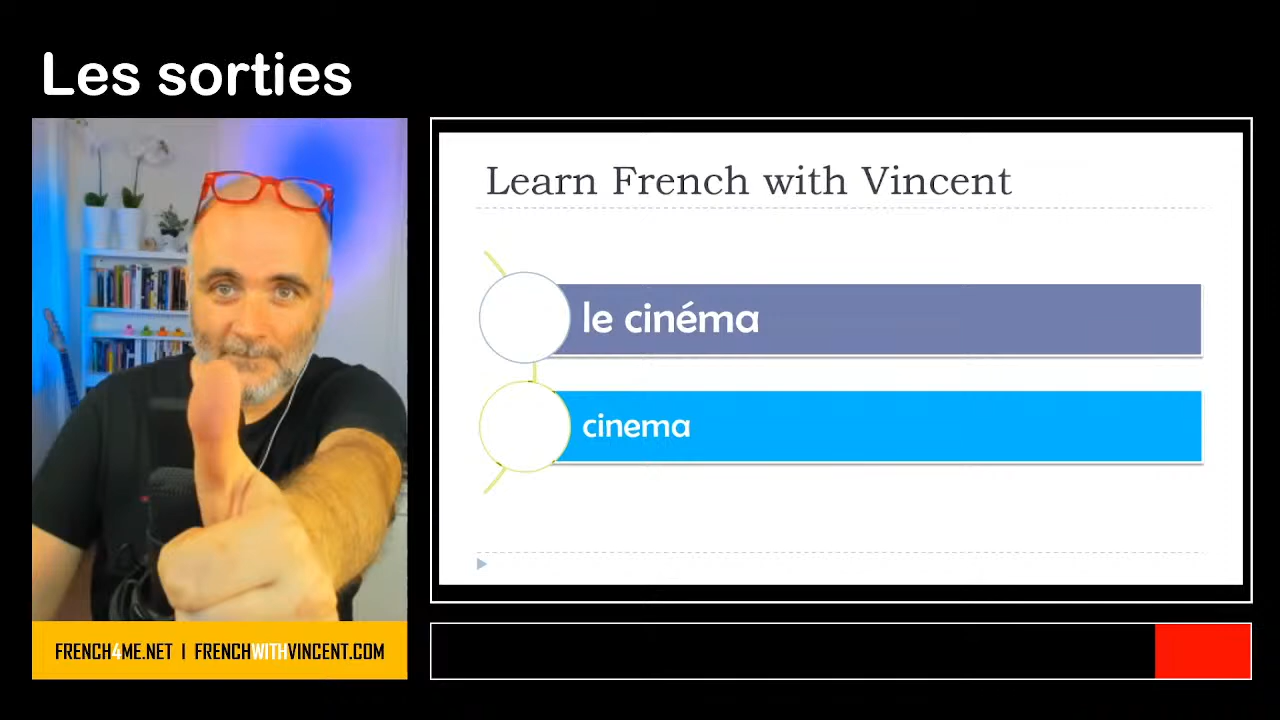 Les sorties
Learn French with Vincent
le cinéma
cinema
FRENCH4ME.NET | FRENCHWITHVINCENT.COM